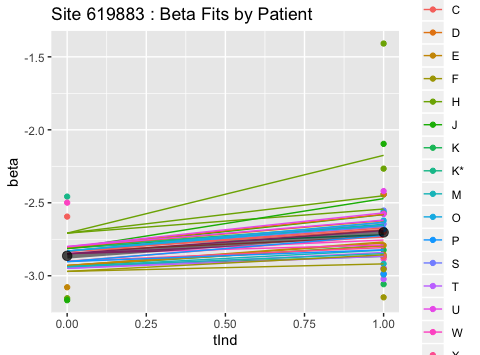 Site 619883 : Beta Fits by Patient
beta
-1.5
-2.0
-2.5
-3.0
0.00
0.25
0.50
0.75
1.00
tInd
C
D
E
F
H
J
K
K*
M
O
P
S
T
U
W